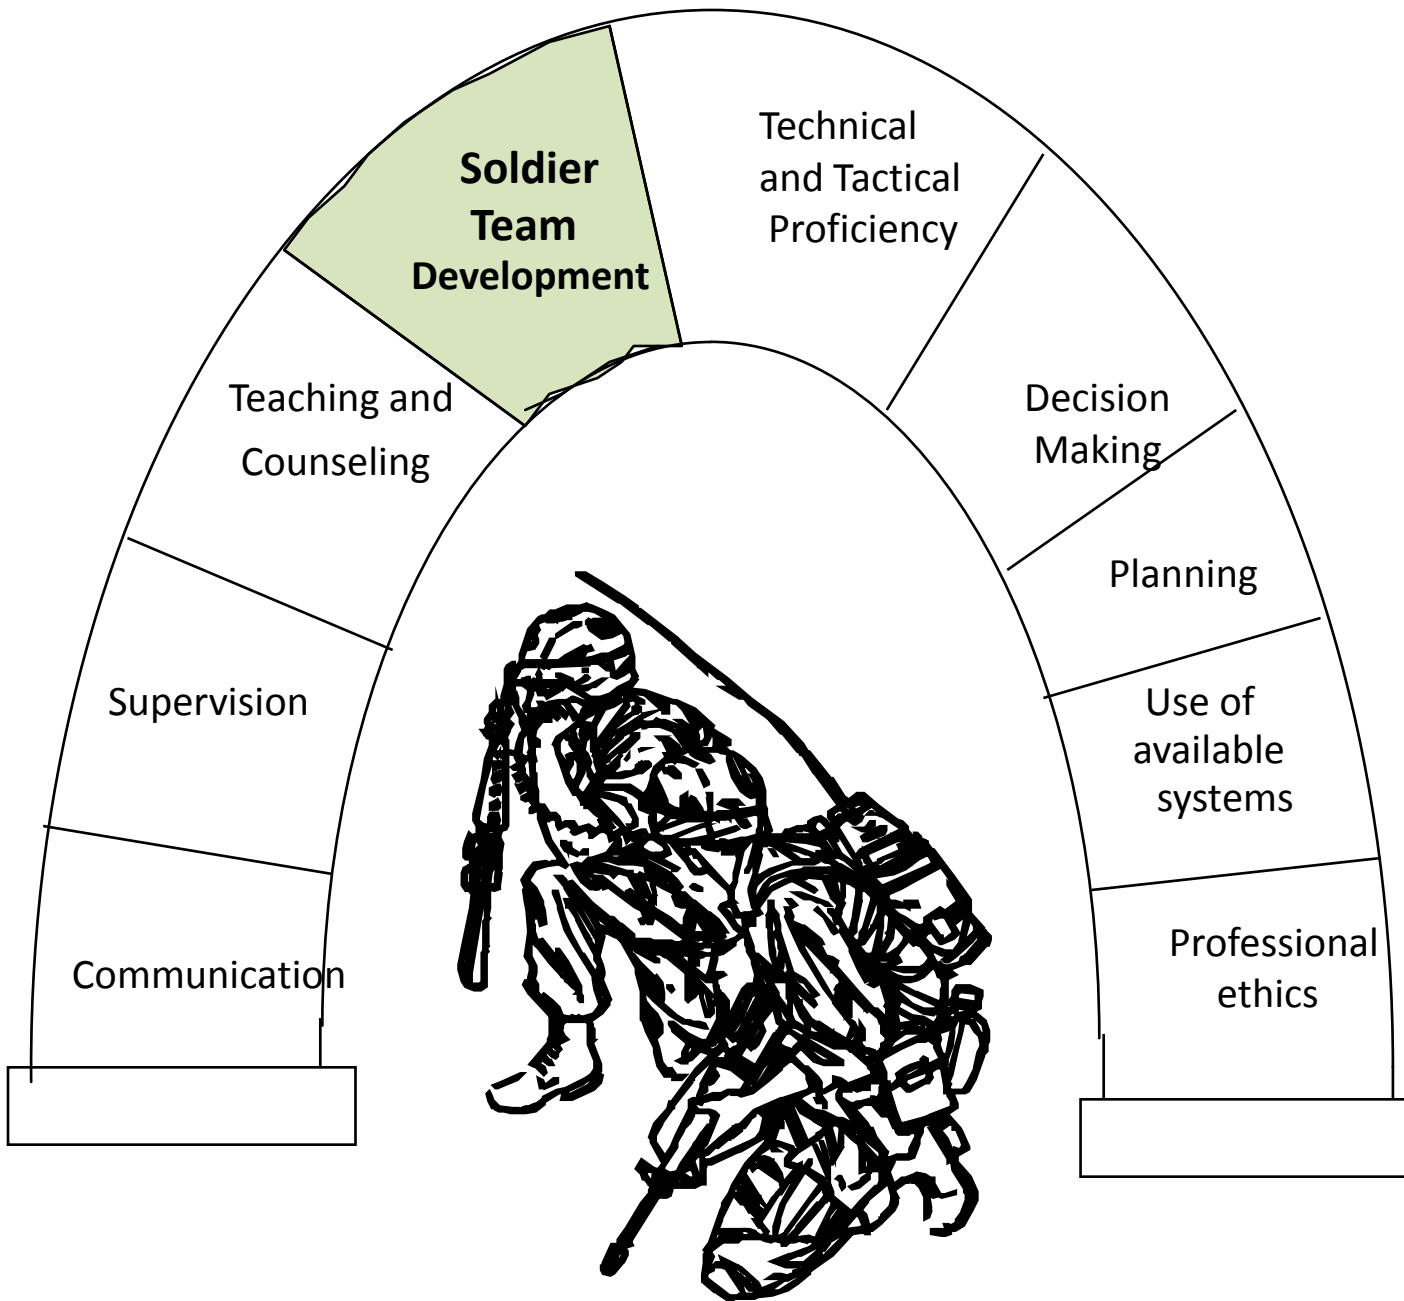 Soldier
Team
Development
Technical
and Tactical
Proficiency
Teaching and
Counseling
Decision
Making
Planning
Supervision
Use of
available
systems
Communication
Professional
ethics